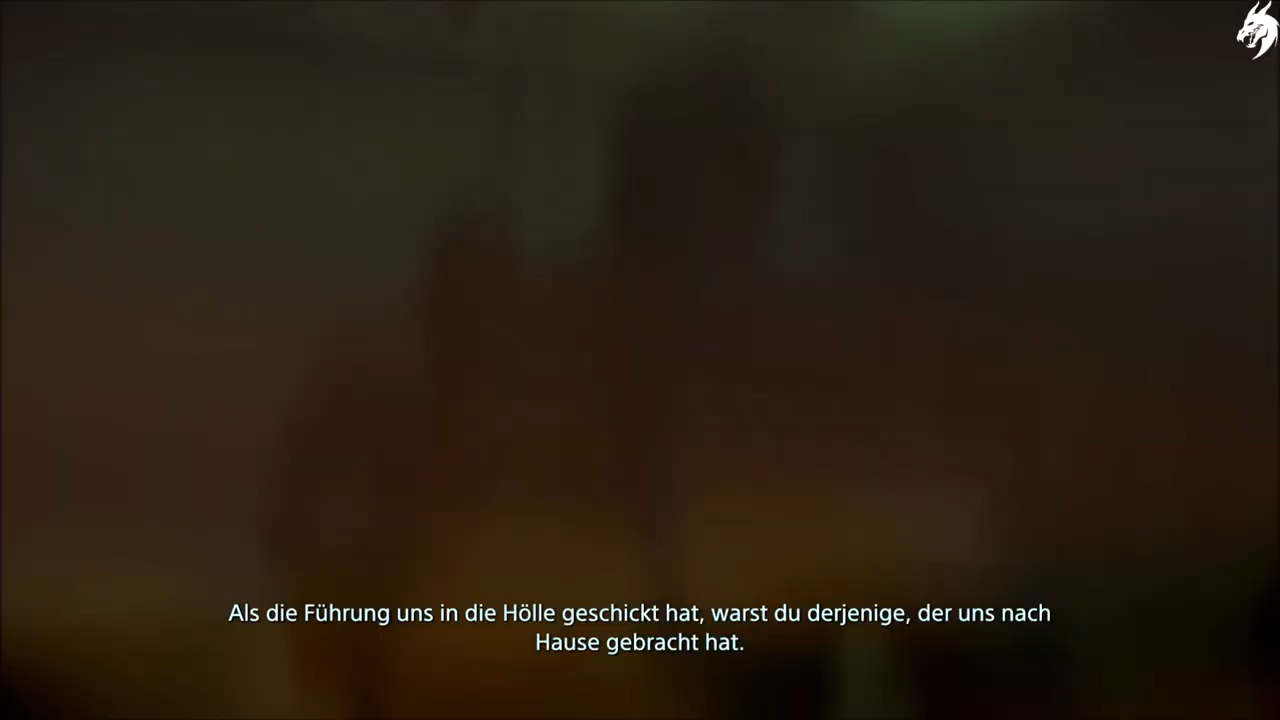 Als die Führung uns in die Hölle geschickt hat, warst du derjenige, der uns nach
Hause gebracht hat.